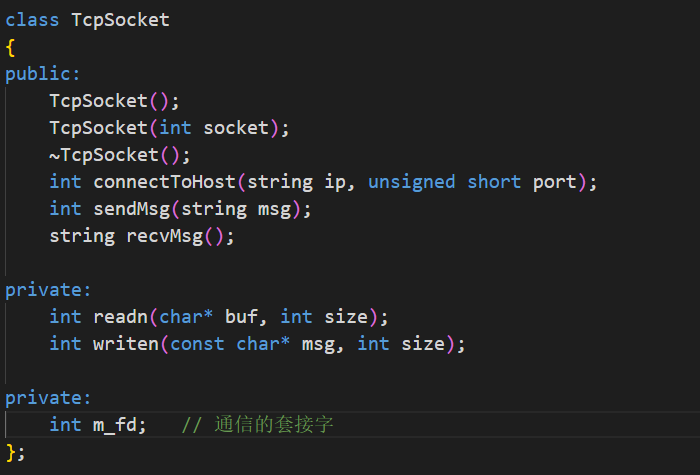 class TcpSocket
{
public:
    TcpSocket();
    TcpSocket(int socket);
    ~TcpSocket();
    int connectToHost(string ip, unsigned short port);
    int sendMsg(string msg);
    string recvMsg();

private:
    int readn(char* buf, int size);
    int writen(const char* msg, int size);

private:
    int m_fd;   // 通信的套接字
};